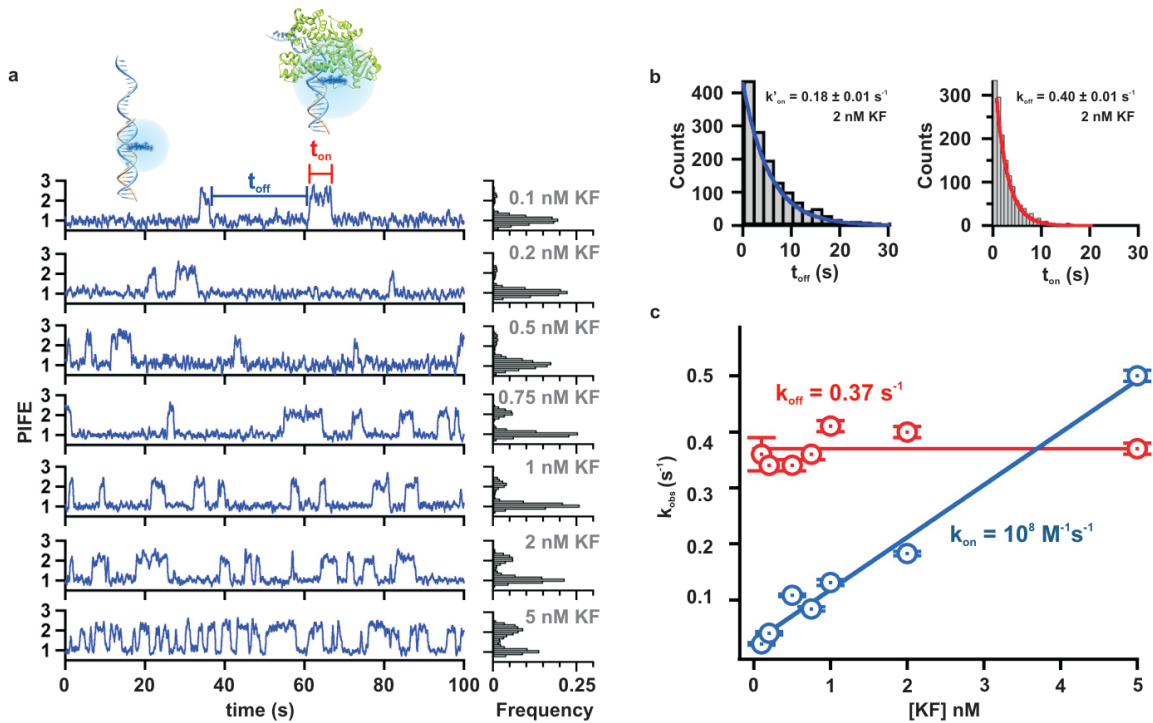 a
t_on
t_off
3
2
1
0.1 nM KF
3
2
1
0.2 nM KF
3
2
1
0.5 nM KF
3
2
1
0.75 nM KF
3
2
1
1 nM KF
3
2
1
2 nM KF
3
2
1
5 nM KF
PIFE
0 20 40 60 80 100
time (s)
0 0.25
Frequency
b
k'on = 0.18 ± 0.01 s⁻¹
2 nM KF
400
300
200
100
0
Counts
0 10 20 30
t_off (s)
k_off = 0.40 ± 0.01 s⁻¹
2 nM KF
300
200
100
0
Counts
0 10 20 30
t_on (s)
c
0.5
0.4
0.3
0.2
0.1
k_obs (s⁻¹)
k_off = 0.37 s⁻¹
k_on = 10⁸ M⁻¹s⁻¹
0 1 2 3 4 5
[KF] nM